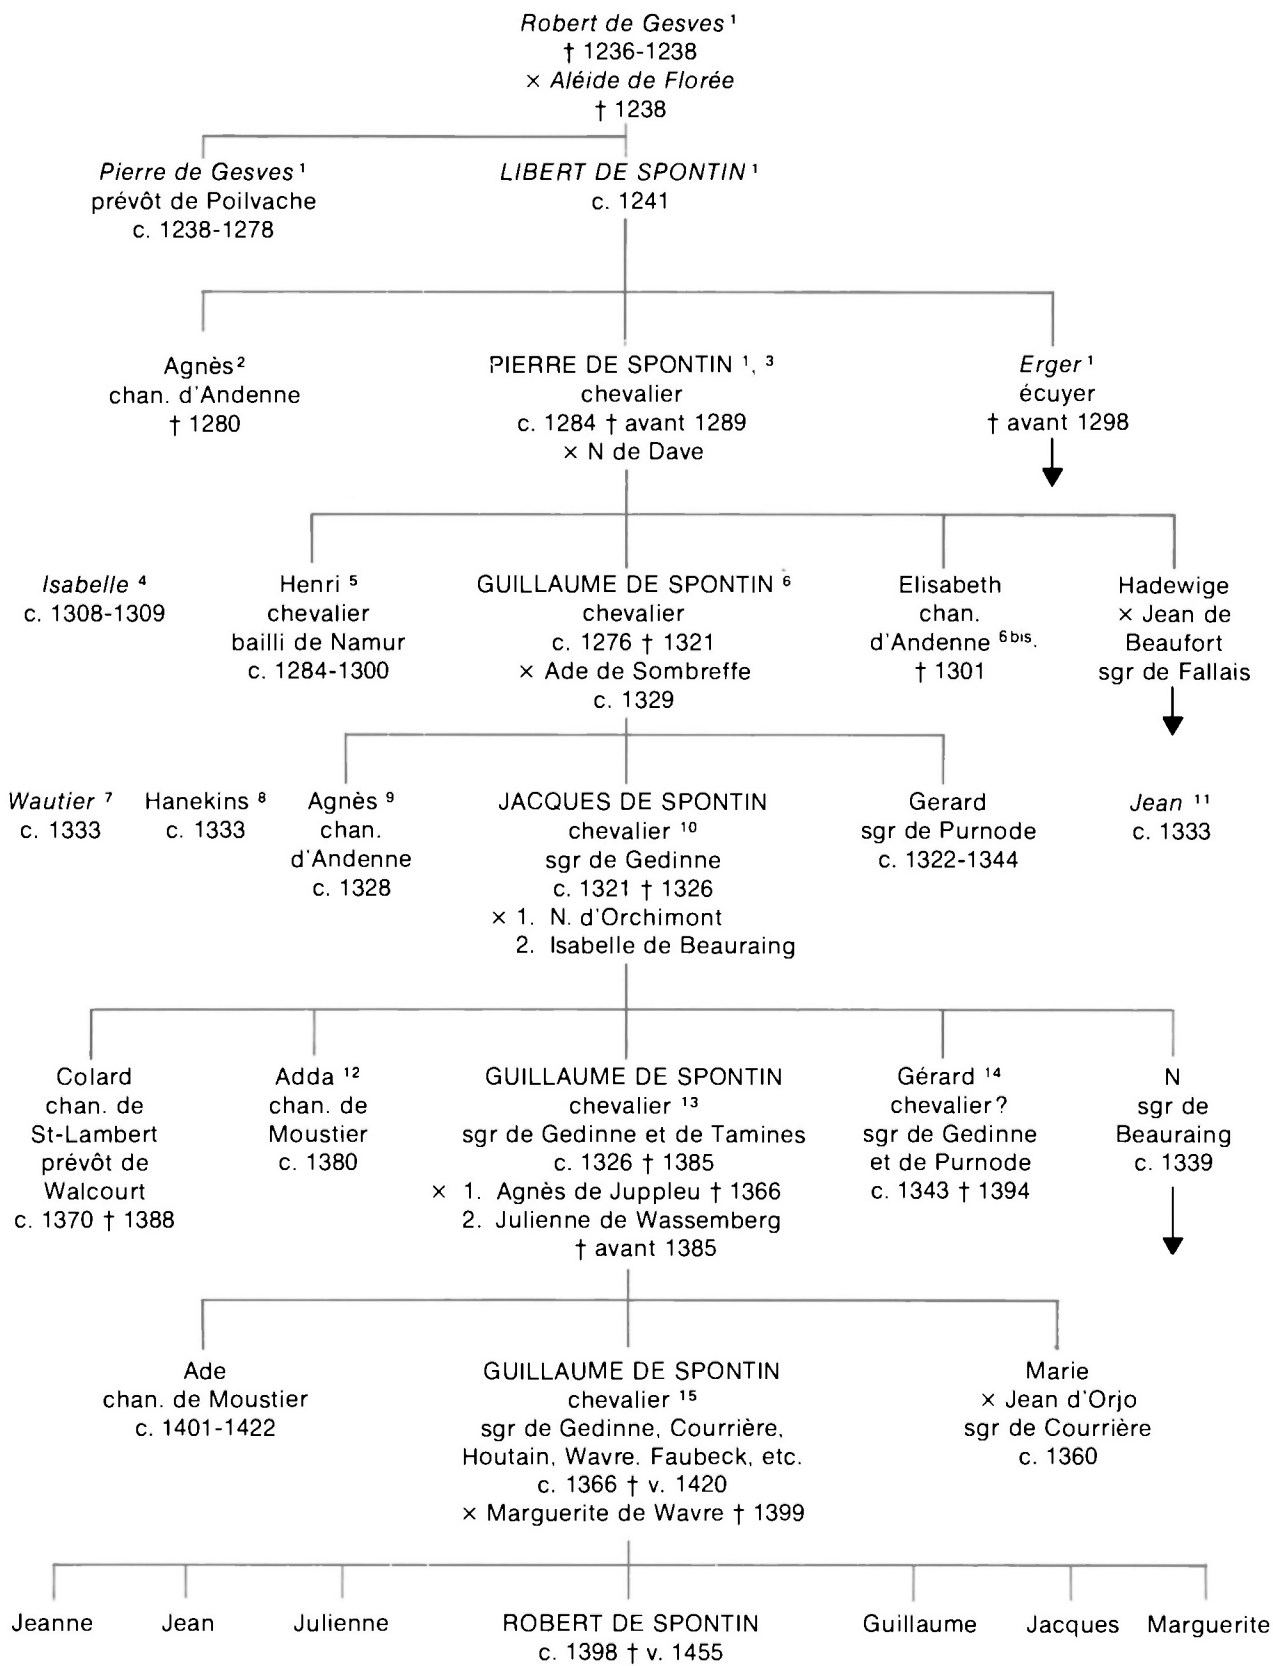 Robert de Gesves ¹
† 1236-1238
× Aléide de Florée
† 1238
Pierre de Gesves ¹
prévôt de Poilvache
c. 1238-1278
LIBERT DE SPONTIN ¹
c. 1241
Agnès ²
chan. d'Andenne
† 1280
PIERRE DE SPONTIN ¹, ³
chevalier
c. 1284 † avant 1289
× N de Dave
Erger ¹
écuyer
† avant 1298
Isabelle ⁴
c. 1308-1309
Henri ⁵
chevalier
bailli de Namur
c. 1284-1300
GUILLAUME DE SPONTIN ⁶
chevalier
c. 1276 † 1321
× Ade de Sombreffe
c. 1329
Elisabeth
chan.
d'Andenne ⁶ bis.
† 1301
Hadewige
× Jean de
Beaufort
sgr de Fallais
Wautier ⁷
c. 1333
Hanekins ⁸
c. 1333
Agnès ⁹
chan.
d'Andenne
c. 1328
JACQUES DE SPONTIN
chevalier ¹⁰
sgr de Gedinne
c. 1321 † 1326
× 1. N. d'Orchimont
2. Isabelle de Beauraing
Gerard
sgr de Purnode
c. 1322-1344
Jean ¹¹
c. 1333
Colard
chan. de
St-Lambert
prévôt de
Walcourt
c. 1370 † 1388
Adda ¹²
chan. de
Moustier
c. 1380
GUILLAUME DE SPONTIN
chevalier ¹³
sgr de Gedinne et de Tamines
c. 1326 † 1385
× 1. Agnès de Juppleu † 1366
2. Julienne de Wassemberg
† avant 1385
Gérard ¹⁴
chevalier?
sgr de Gedinne
et de Purnode
c. 1343 † 1394
N
sgr de
Beauraing
c. 1339
Ade
chan. de Moustier
c. 1401-1422
GUILLAUME DE SPONTIN
chevalier ¹⁵
sgr de Gedinne, Courrière,
Houtain, Wavre. Faubeck, etc.
c. 1366 † v. 1420
× Marguerite de Wavre † 1399
Marie
× Jean d'Orjo
sgr de Courrière
c. 1360
Jeanne
Jean
Julienne
ROBERT DE SPONTIN
c. 1398 † v. 1455
Guillaume
Jacques
Marguerite